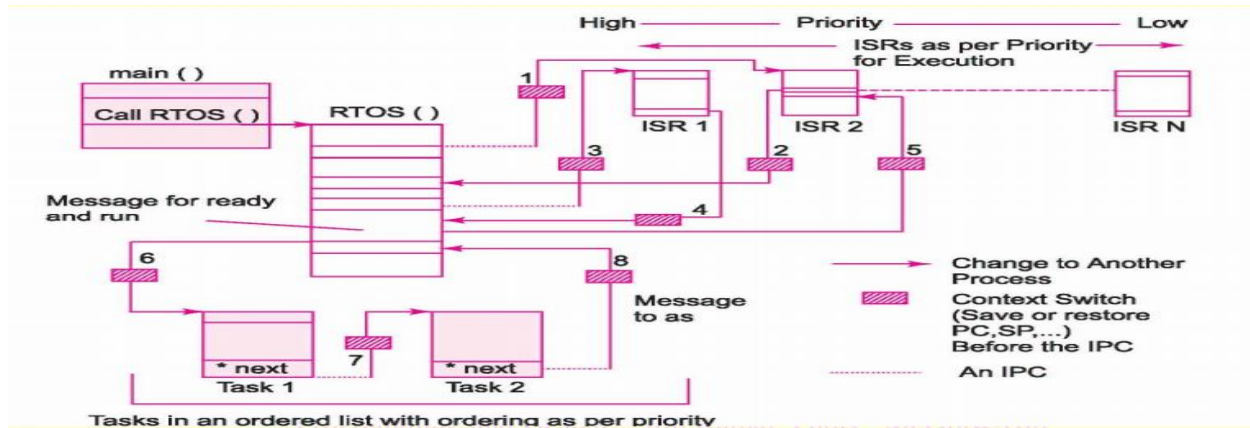 High Priority Low
ISRs as per Priority
for Execution
main ( )
Call RTOS ( )
RTOS ( )
1
ISR 1
ISR 2
ISR N
3
2
5
4
Message for ready
and run
6
8
7
Message
to as
* next
Task 1
* next
Task 2
Change to Another
Process
Context Switch
(Save or restore
PC,SP,...)
Before the IPC
An IPC
Tasks in an ordered list with ordering as per priority